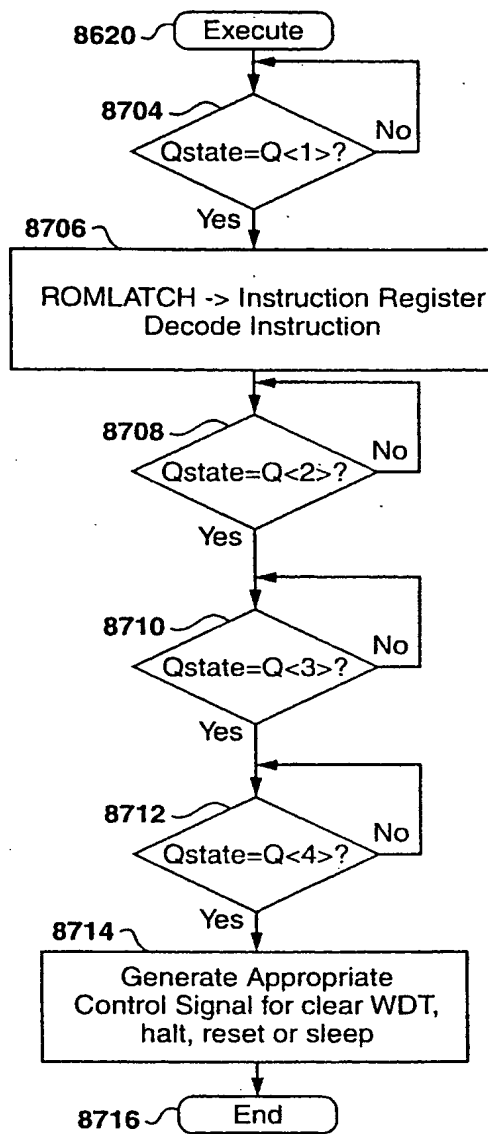 8620
Execute
8704
Qstate=Q<1>?
No
Yes
8706
ROMLATCH -> Instruction Register
Decode Instruction
8708
Qstate=Q<2>?
No
Yes
8710
Qstate=Q<3>?
No
Yes
8712
Qstate=Q<4>?
No
Yes
8714
Generate Appropriate
Control Signal for clear WDT,
halt, reset or sleep
8716
End